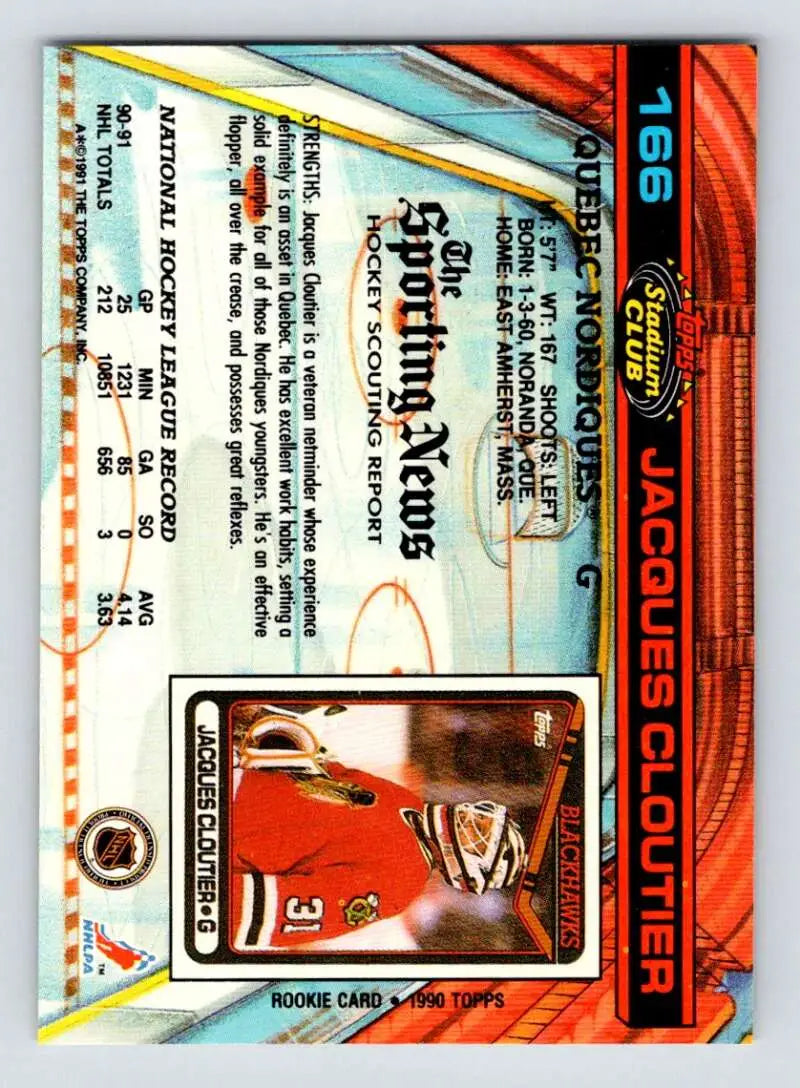 166
TOPPS
Stadium
CLUB
JACQUES CLOUTIER
QUEBEC NORDIQUES® G
HT: 5'7" WT: 167 SHOOTS: LEFT
BORN: 1-3-60, NORANDA, QUE.
HOME: EAST AMHERST, MASS.
The
Sporting News
HOCKEY SCOUTING REPORT
STRENGTHS: Jacques Cloutier is a veteran netminder whose experience
definitely is an asset in Quebec. He has excellent work habits, setting a
solid example for all of those Nordiques youngsters. He's an effective
flopper, all over the crease, and possesses great reflexes.
NATIONAL HOCKEY LEAGUE RECORD
GP MIN GA SO AVG
90-91 25 1231 85 0 4.14
NHL TOTALS 212 10851 656 3 3.63
A*©1991 THE TOPPS COMPANY, INC.
TOPPS
BLACKHAWKS
31
JACQUES CLOUTIER • G
ROOKIE CARD • 1990 TOPPS
NHL
NHLPA
TM